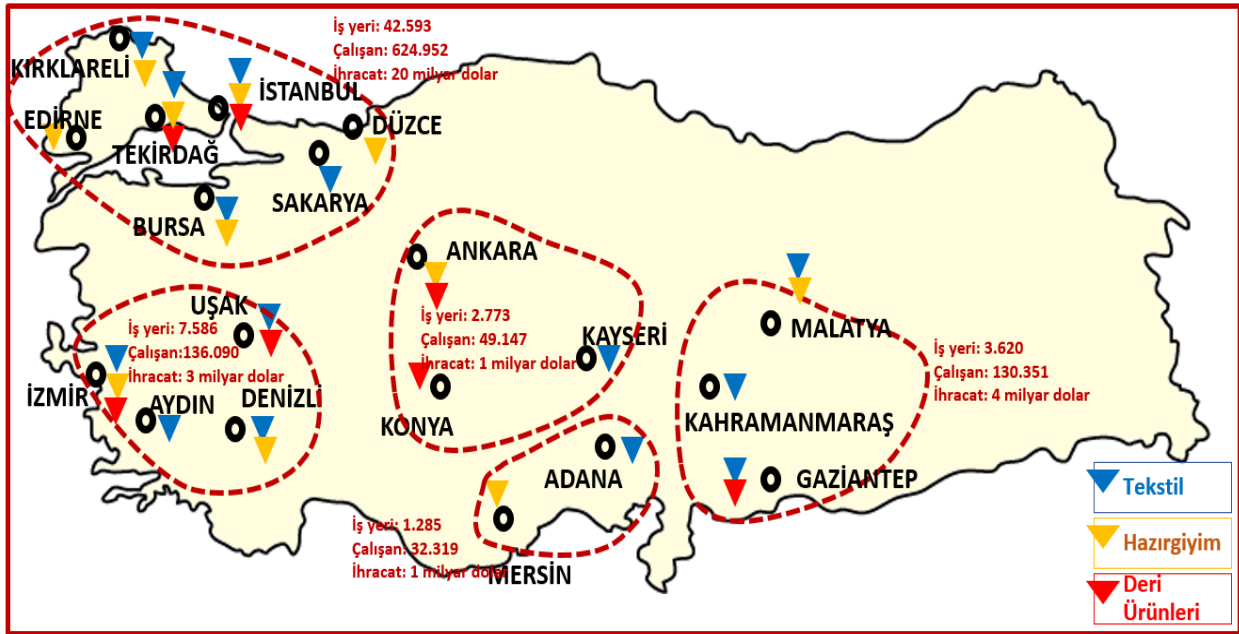 İş yeri: 42.593
Çalışan: 624.952
İhracat: 20 milyar dolar
KIRKLARELİ
İSTANBUL
EDİRNE
DÜZCE
TEKİRDAĞ
SAKARYA
BURSA
ANKARA
UŞAK
İş yeri: 7.586
Çalışan:136.090
İhracat: 3 milyar dolar
İZMİR
AYDIN
DENİZLİ
İş yeri: 2.773
Çalışan: 49.147
İhracat: 1 milyar dolar
KAYSERİ
KONYA
MALATYA
İş yeri: 3.620
Çalışan: 130.351
İhracat: 4 milyar dolar
KAHRAMANMARAŞ
GAZİANTEP
ADANA
İş yeri: 1.285
Çalışan: 32.319
İhracat: 1 milyar dolar
MERSİN
Tekstil
Hazırgiyim
Deri
Ürünleri